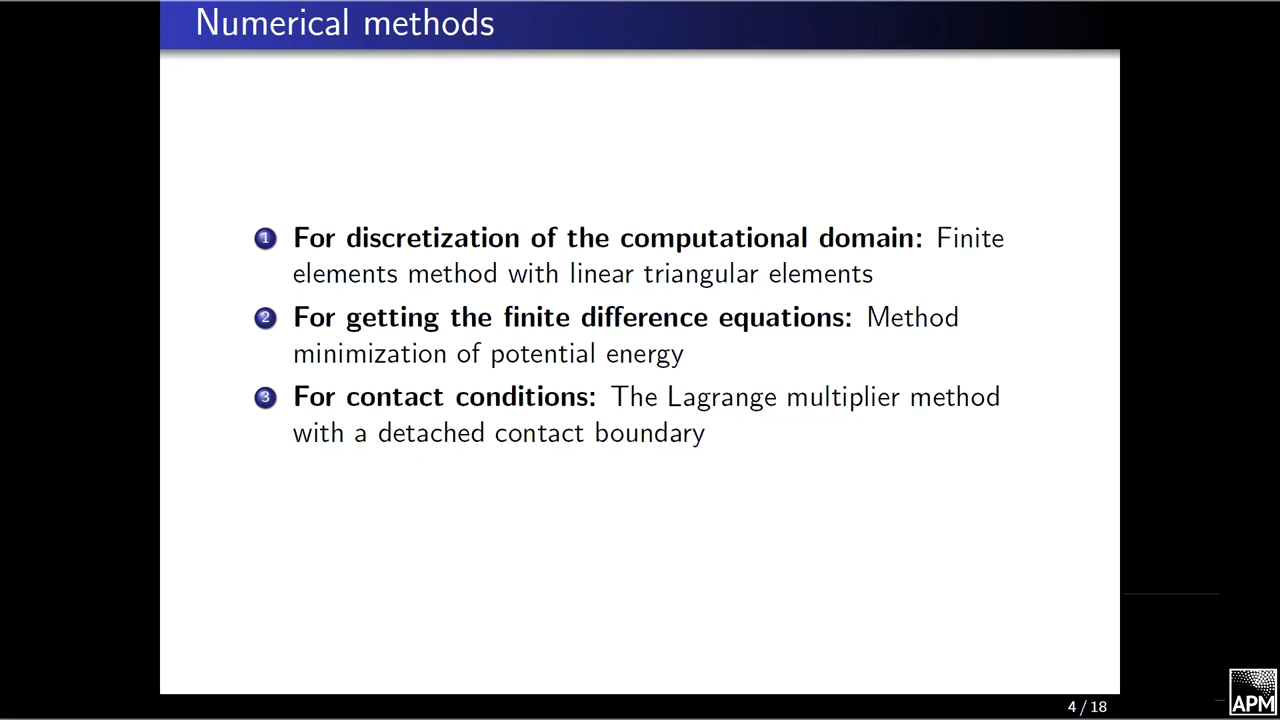 Numerical methods
1 For discretization of the computational domain: Finite
elements method with linear triangular elements
2 For getting the finite difference equations: Method
minimization of potential energy
3 For contact conditions: The Lagrange multiplier method
with a detached contact boundary
4 / 18
APM